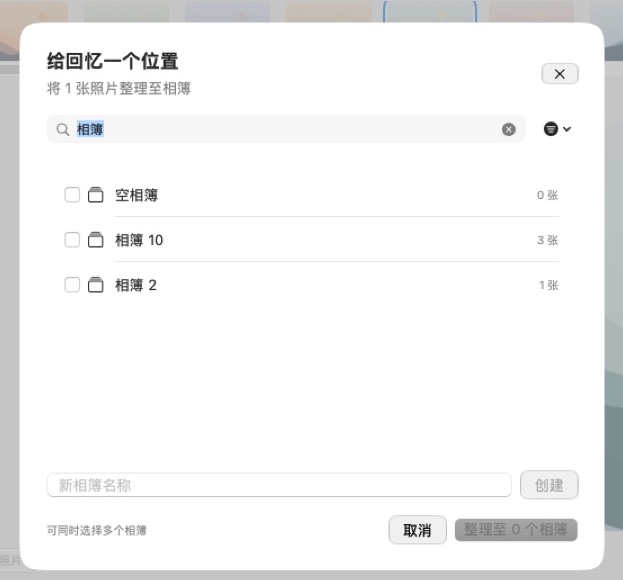 给回忆一个位置
将 1 张照片整理至相簿
相簿
空相簿 0 张
相簿 10 3 张
相簿 2 1 张
新相簿名称 创建
可同时选择多个相簿 取消 整理至 0 个相簿
照片